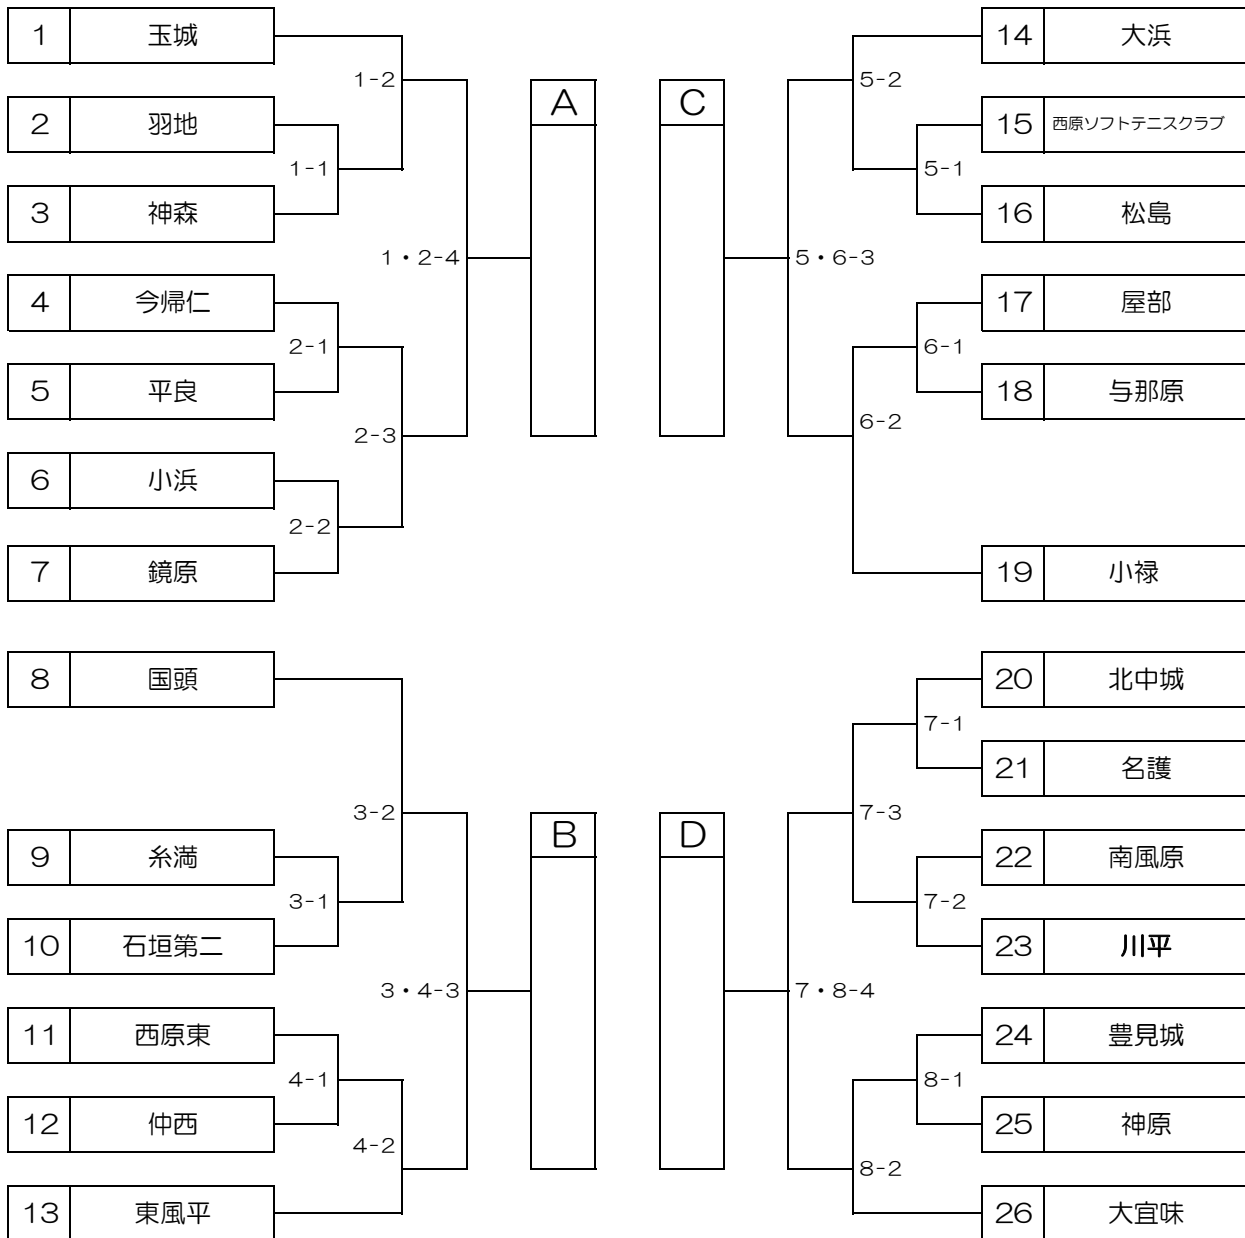 1 玉城
1-2
2 羽地
1-1
3 神森
1・2-4
4 今帰仁
2-1
5 平良
2-3
6 小浜
2-2
7 鏡原
A
8 国頭
3-2
9 糸満
3-1
10 石垣第二
3・4-3
11 西原東
4-1
12 仲西
4-2
13 東風平
B
C
14 大浜
5-2
15 西原ソフトテニスクラブ
5-1
16 松島
5・6-3
17 屋部
6-1
18 与那原
6-2
19 小禄
D
20 北中城
7-1
21 名護
7-3
22 南風原
7-2
23 川平
7・8-4
24 豊見城
8-1
25 神原
8-2
26 大宜味